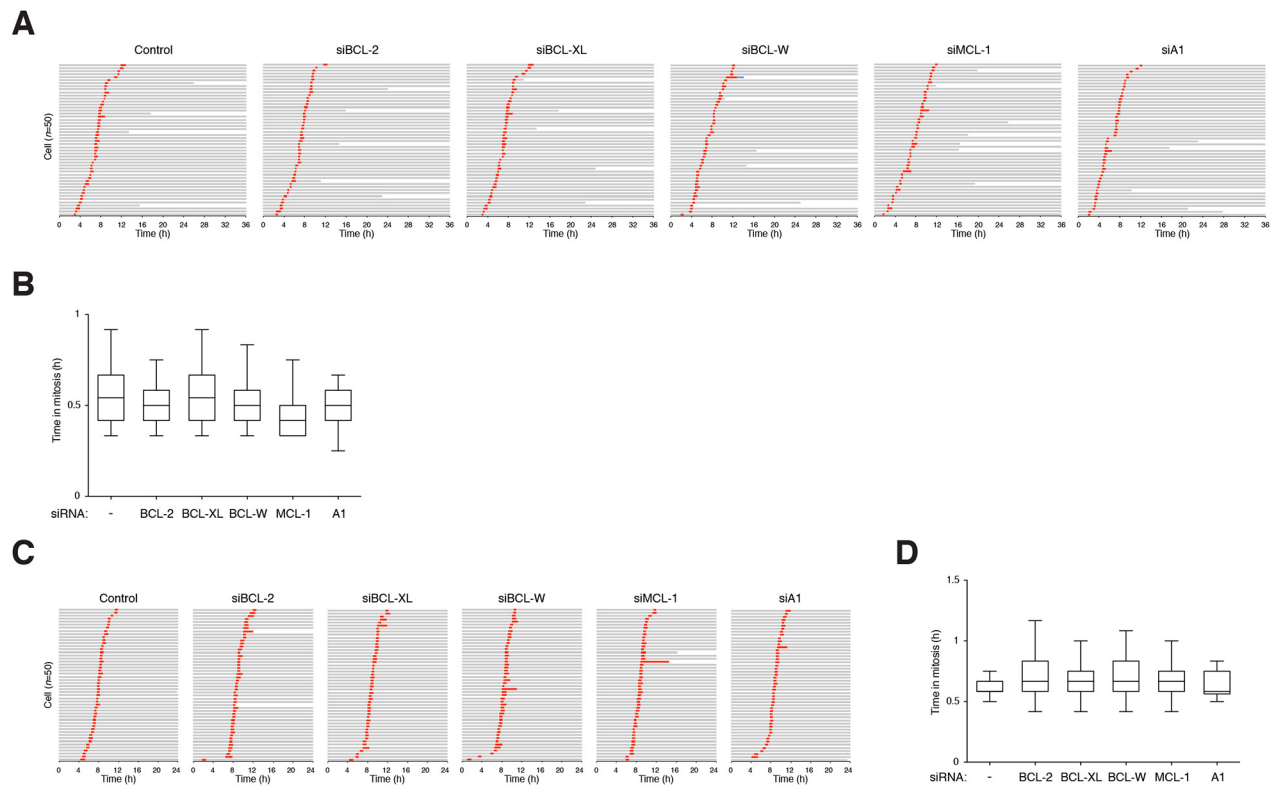 A
Control siBCL-2 siBCL-XL siBCL-W siMCL-1 siA1
Cell (n=50)
0 4 8 12 16 20 24 28 32 36 0 4 8 12 16 20 24 28 32 36 0 4 8 12 16 20 24 28 32 36 0 4 8 12 16 20 24 28 32 36 0 4 8 12 16 20 24 28 32 36 0 4 8 12 16 20 24 28 32 36
Time (h) Time (h) Time (h) Time (h) Time (h) Time (h)
B
1
0.5
0
Time in mitosis (h)
siRNA: - BCL-2 BCL-XL BCL-W MCL-1 A1
C
Control siBCL-2 siBCL-XL siBCL-W siMCL-1 siA1
Cell (n=50)
0 4 8 12 16 20 24 0 4 8 12 16 20 24 0 4 8 12 16 20 24 0 4 8 12 16 20 24 0 4 8 12 16 20 24 0 4 8 12 16 20 24
Time (h) Time (h) Time (h) Time (h) Time (h) Time (h)
D
1.5
1
0.5
0
Time in mitosis (h)
siRNA: - BCL-2 BCL-XL BCL-W MCL-1 A1